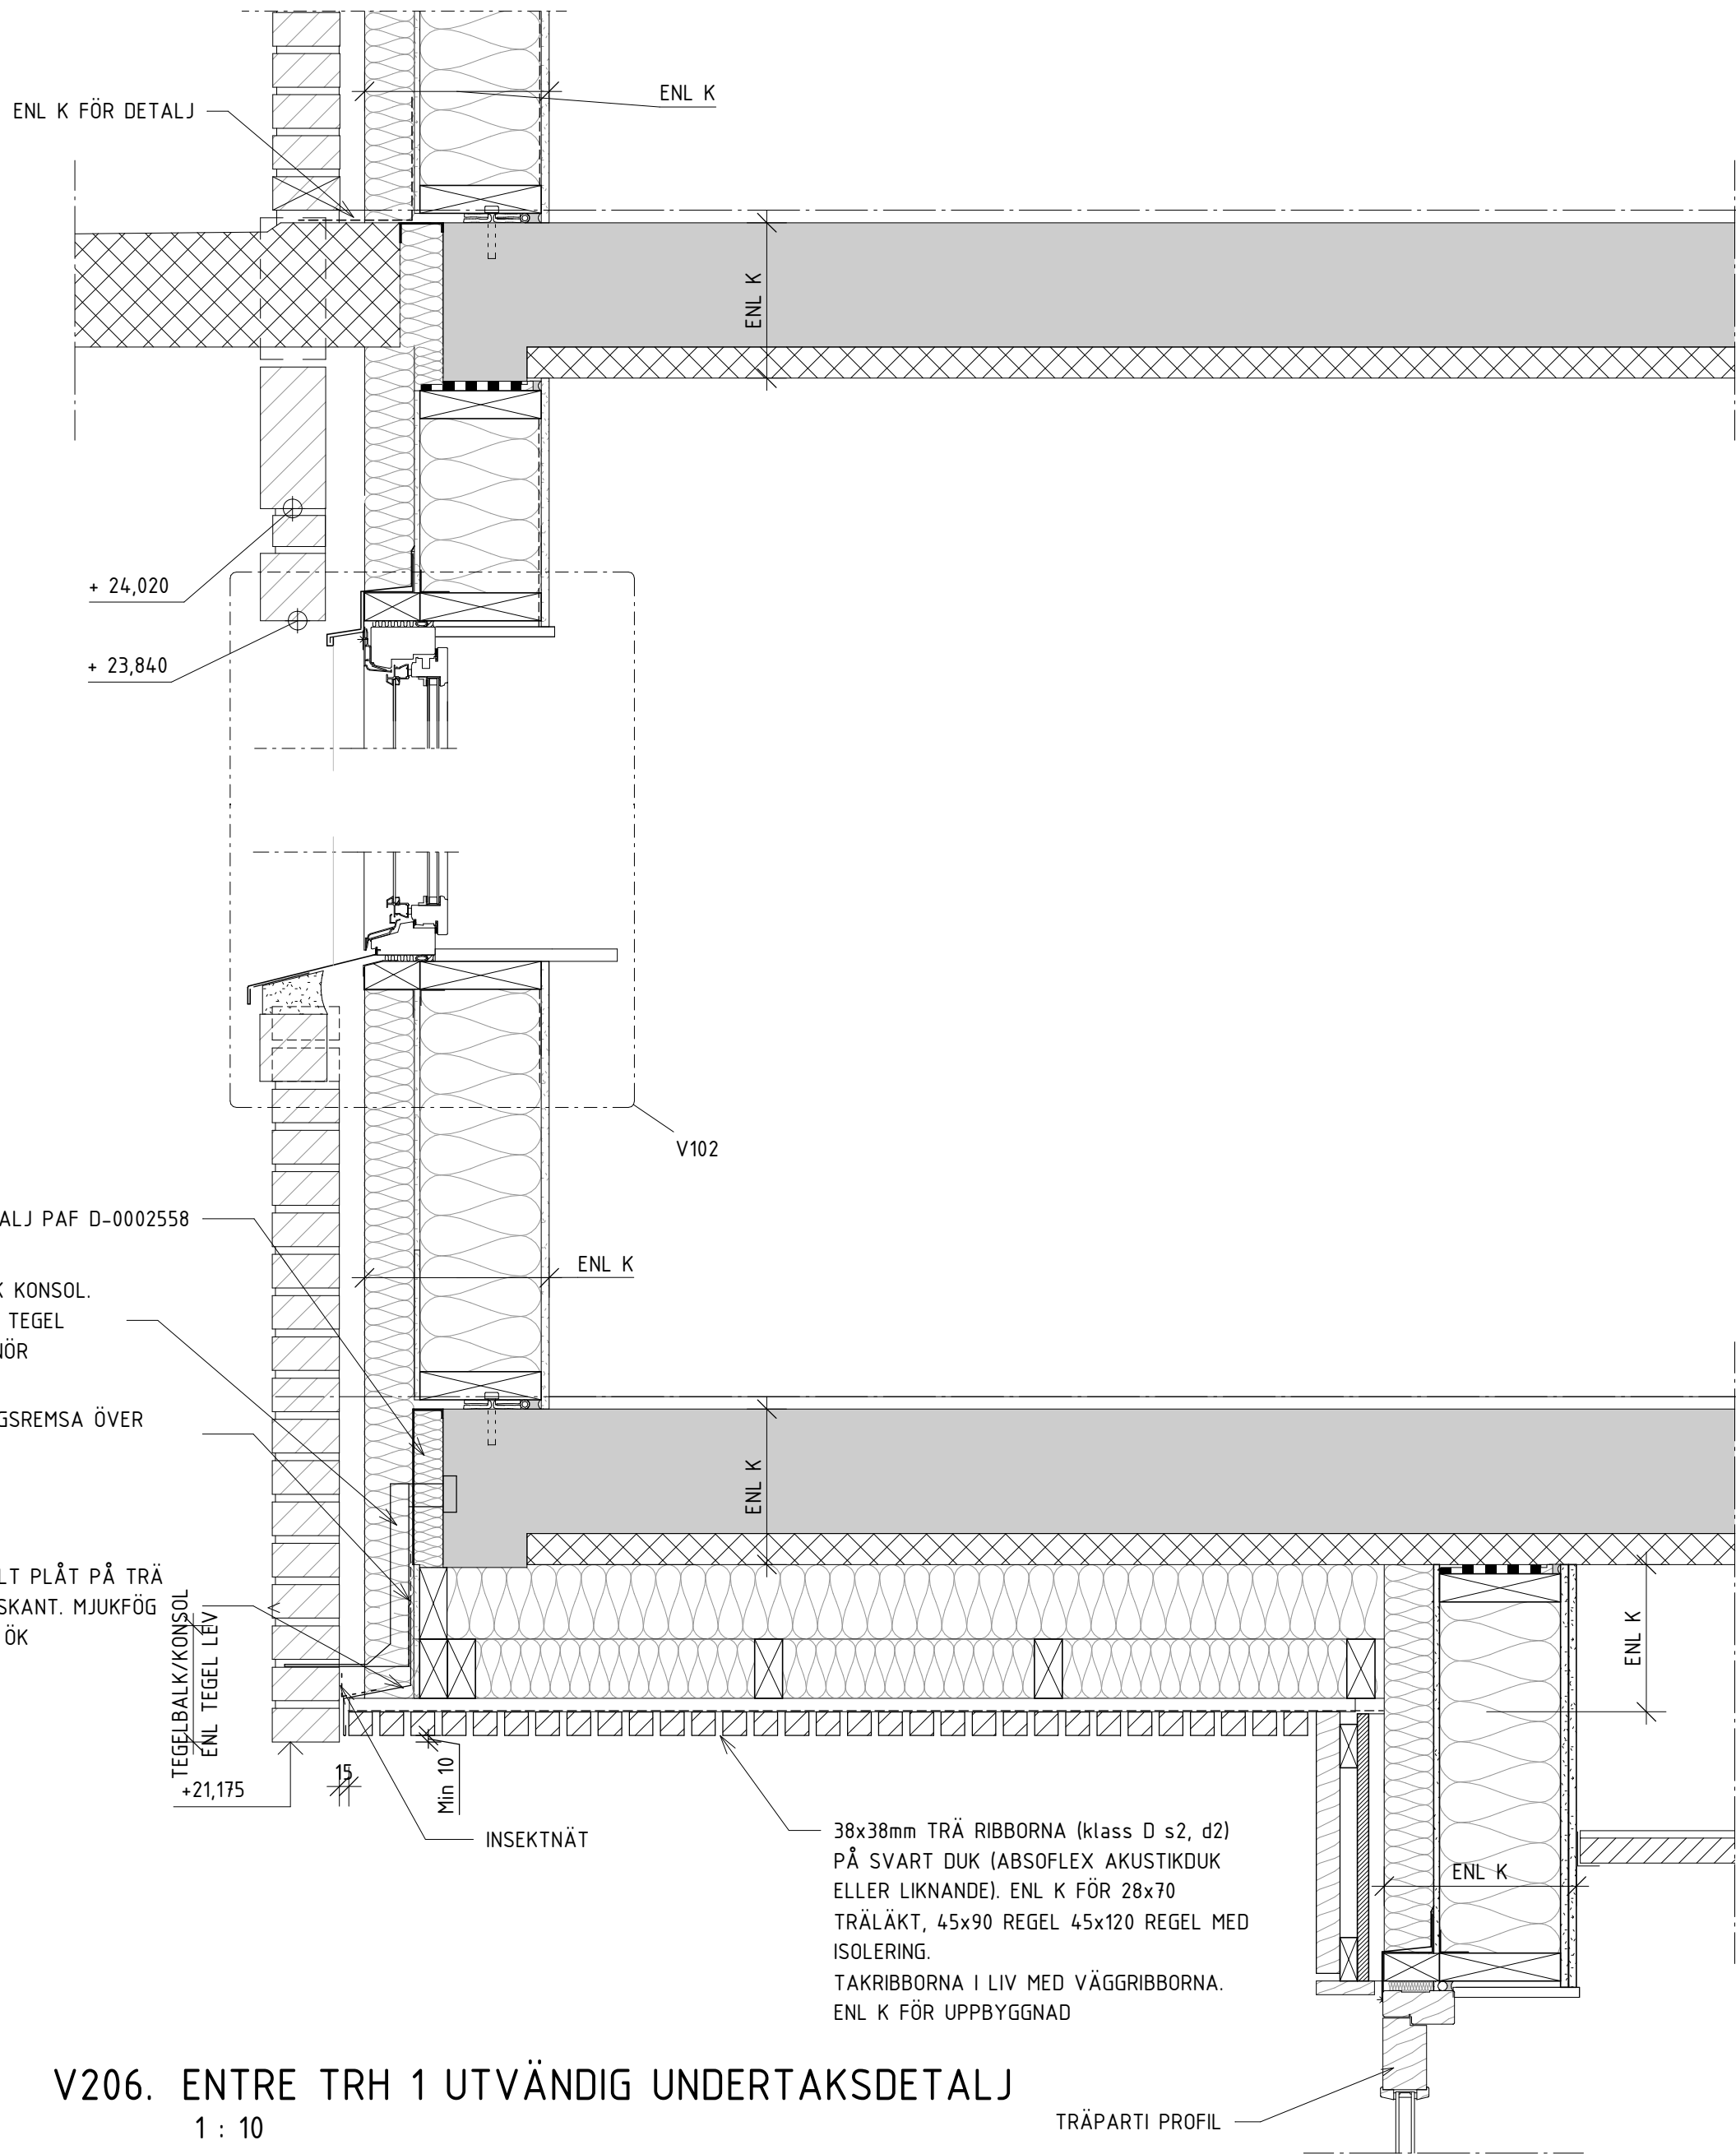 ENL K FÖR DETALJ
ENL K
ENL K
+ 24,020
+ 23,840
V102
ALJ PAF D-0002558
ENL K
K KONSOL.
TEGEL
NÖR
GSREMSA ÖVER
ENL K
LT PLÅT PÅ TRÄ
SKANT. MJUKFÖG
ÖK
TEGELBALK/KONSOL
ENL TEGEL LEV
ENL K
+21,175
15
Min 10
INSEKTNÄT
38x38mm TRÄ RIBBORNA (klass D s2, d2)
PÅ SVART DUK (ABSOFLEX AKUSTIKDUK
ELLER LIKNANDE). ENL K FÖR 28x70
TRÄLÄKT, 45x90 REGEL 45x120 REGEL MED
ISOLERING.
TAKRIBBORNA I LIV MED VÄGGRIBBORNA.
ENL K FÖR UPPBYGGNAD
ENL K
V206. ENTRE TRH 1 UTVÄNDIG UNDERTAKSDETALJ
1 : 10
TRÄPARTI PROFIL